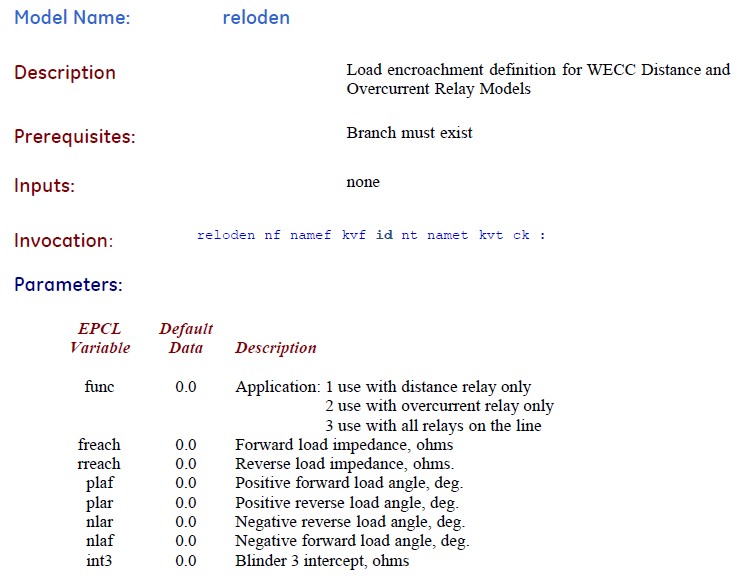 Model Name: reloden
Description Load encroachment definition for WECC Distance and
Overcurrent Relay Models
Prerequisites: Branch must exist
Inputs: none
Invocation: reloden nf namef kvf id nt namet kvt ck :
Parameters:
EPCL Default
Variable Data Description
func 0.0 Application: 1 use with distance relay only
2 use with overcurrent relay only
3 use with all relays on the line
freach 0.0 Forward load impedance, ohms
rreach 0.0 Reverse load impedance, ohms.
plaf 0.0 Positive forward load angle, deg.
plar 0.0 Positive reverse load angle, deg.
nlar 0.0 Negative reverse load angle, deg.
nlaf 0.0 Negative forward load angle, deg.
int3 0.0 Blinder 3 intercept, ohms